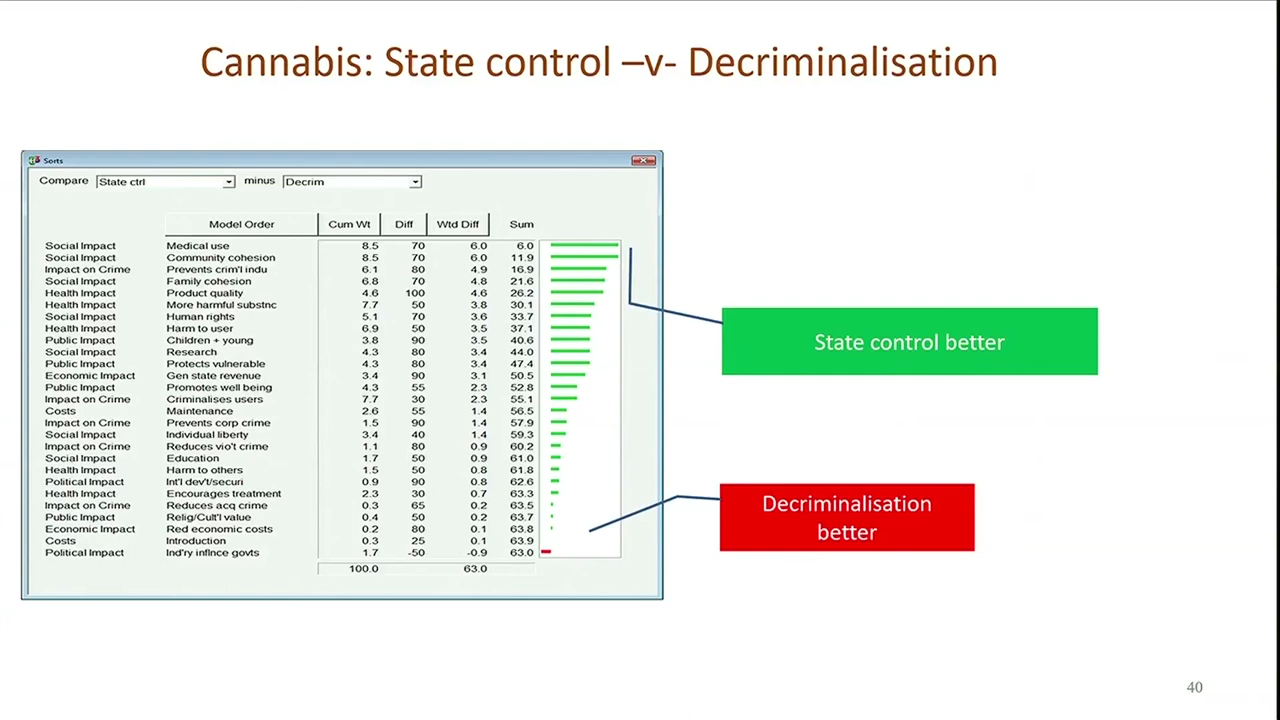 Cannabis: State control –v- Decriminalisation
Sorts
Compare State ctrl minus Decrim
Model Order Cum Wt Diff Wtd Diff Sum
Social Impact Medical use 8.5 70 6.0 6.0
Social Impact Community cohesion 8.5 70 6.0 11.9
Impact on Crime Prevents crim'l indu 6.1 80 4.9 16.9
Social Impact Family cohesion 6.8 70 4.8 21.6
Health Impact Product quality 4.6 100 4.6 26.2
Health Impact More harmful substnc 7.7 50 3.8 30.1
Social Impact Human rights 5.1 70 3.6 33.7
Health Impact Harm to user 6.9 50 3.5 37.1
Public Impact Children + young 3.8 90 3.5 40.6
Social Impact Research 4.3 80 3.4 44.0
Public Impact Protects vulnerable 4.3 80 3.4 47.4
Economic Impact Gen state revenue 3.4 90 3.1 50.5
Public Impact Promotes well being 4.3 55 2.3 52.8
Impact on Crime Criminalises users 7.7 30 2.3 55.1
Costs Maintenance 2.6 55 1.4 56.5
Impact on Crime Prevents corp crime 1.5 90 1.4 57.9
Social Impact Individual liberty 3.4 40 1.4 59.3
Impact on Crime Reduces vio't crime 1.1 80 0.9 60.2
Social Impact Education 1.7 50 0.9 61.0
Health Impact Harm to others 1.5 50 0.8 61.8
Political Impact Int'l dev't/securi 0.9 90 0.8 62.6
Health Impact Encourages treatment 2.3 30 0.7 63.3
Impact on Crime Reduces acq crime 0.3 65 0.2 63.5
Public Impact Relig/Cult'l value 0.4 50 0.2 63.7
Economic Impact Red economic costs 0.2 80 0.1 63.8
Costs Introduction 0.3 25 0.1 63.9
Political Impact Ind'ry inflnce govts 1.7 -50 -0.9 63.0
100.0 63.0
State control better
Decriminalisation
better
40